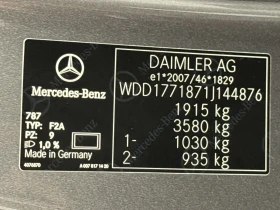 DAIMLER AG
e1*2007/46*1829
WDD1771871J144876
1915 kg
3580 kg
1- 1030 kg
2- 935 kg
Mercedes-Benz
787
TYP: F2A
PZ: 9
1,0 %
Made in Germany